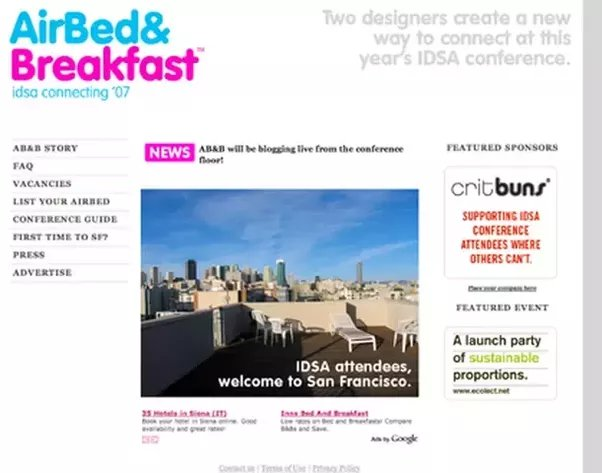 AirBed&
Breakfast™
idsa connecting '07
Two designers create a new
way to connect at this
year's IDSA conference.
AB&B STORY
FAQ
VACANCIES
LIST YOUR AIRBED
CONFERENCE GUIDE
FIRST TIME TO SF?
PRESS
ADVERTISE
NEWS
AB&B will be blogging live from the conference
floor!
IDSA attendees,
welcome to San Francisco.
35 Hotels in Siena (IT)
Book your hotel in Siena online. Good
availability and great rates!
Inns Bed And Breakfast
Low rates on Bed and Breakfasts! Compare
B&Bs and Save.
Ads by Google
FEATURED SPONSORS
critbuns®
SUPPORTING IDSA
CONFERENCE
ATTENDEES WHERE
OTHERS CAN'T.
Place your company here
FEATURED EVENT
A launch party
of sustainable
proportions.
www.ecolect.net
Contact us | Terms of Use | Privacy Policy